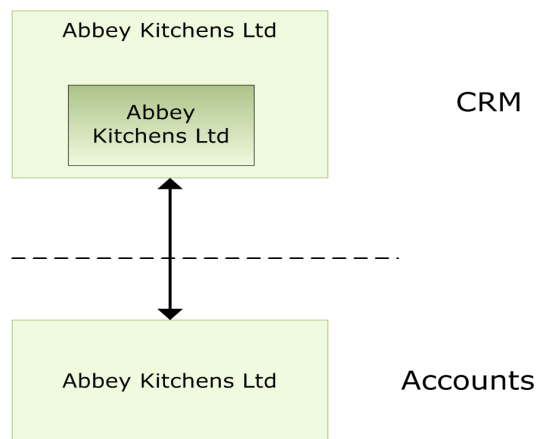 Abbey Kitchens Ltd
Abbey
Kitchens Ltd
CRM
Abbey Kitchens Ltd
Accounts